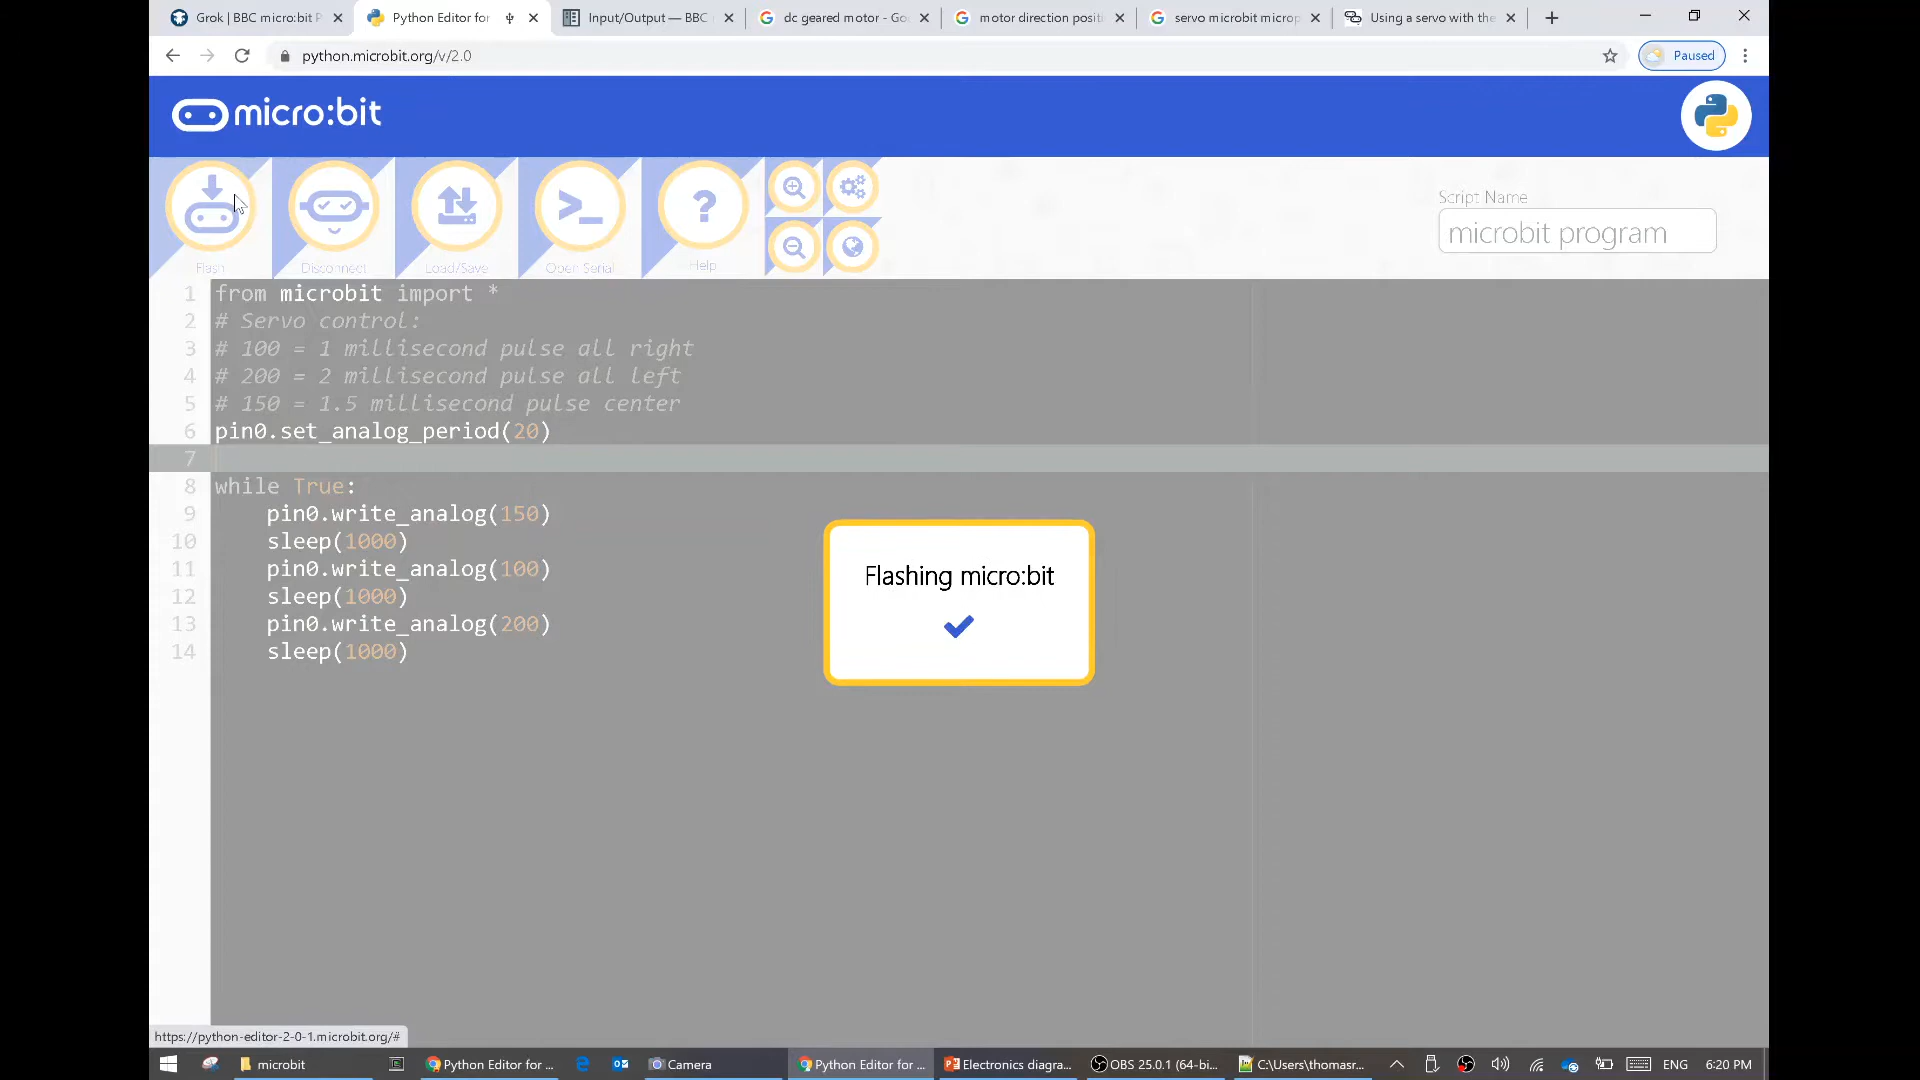 Grok | BBC micro:bit P
Python Editor for
Input/Output — BBC
dc geared motor - Go
motor direction positi
servo microbit microp
Using a servo with the
python.microbit.org/v/2.0
Paused
micro:bit
Flash
Disconnect
Load/Save
Open Serial
Help
Script Name
microbit program
1 from microbit import *
2 # Servo control:
3 # 100 = 1 millisecond pulse all right
4 # 200 = 2 millisecond pulse all left
5 # 150 = 1.5 millisecond pulse center
6 pin0.set_analog_period(20)
7
8 while True:
9 pin0.write_analog(150)
10 sleep(1000)
11 pin0.write_analog(100)
12 sleep(1000)
13 pin0.write_analog(200)
14 sleep(1000)
Flashing micro:bit
https://python-editor-2-0-1.microbit.org/#
microbit
Python Editor for ...
Camera
Python Editor for ...
Electronics diagra...
OBS 25.0.1 (64-bi...
C:\Users\thomasr...
ENG
6:20 PM